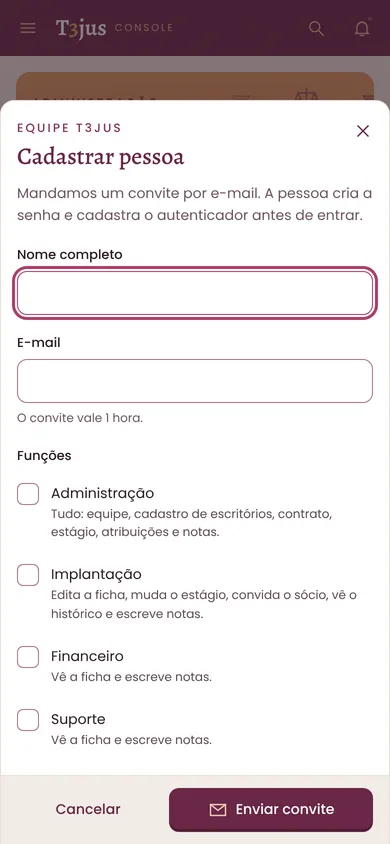 T3jus CONSOLE
EQUIPE T3JUS
Cadastrar pessoa
Mandamos um convite por e-mail. A pessoa cria a
senha e cadastra o autenticador antes de entrar.
Nome completo
E-mail
O convite vale 1 hora.
Funções
Administração
Tudo: equipe, cadastro de escritórios, contrato,
estágio, atribuições e notas.
Implantação
Edita a ficha, muda o estágio, convida o sócio, vê o
histórico e escreve notas.
Financeiro
Vê a ficha e escreve notas.
Suporte
Vê a ficha e escreve notas.
Cancelar
Enviar convite